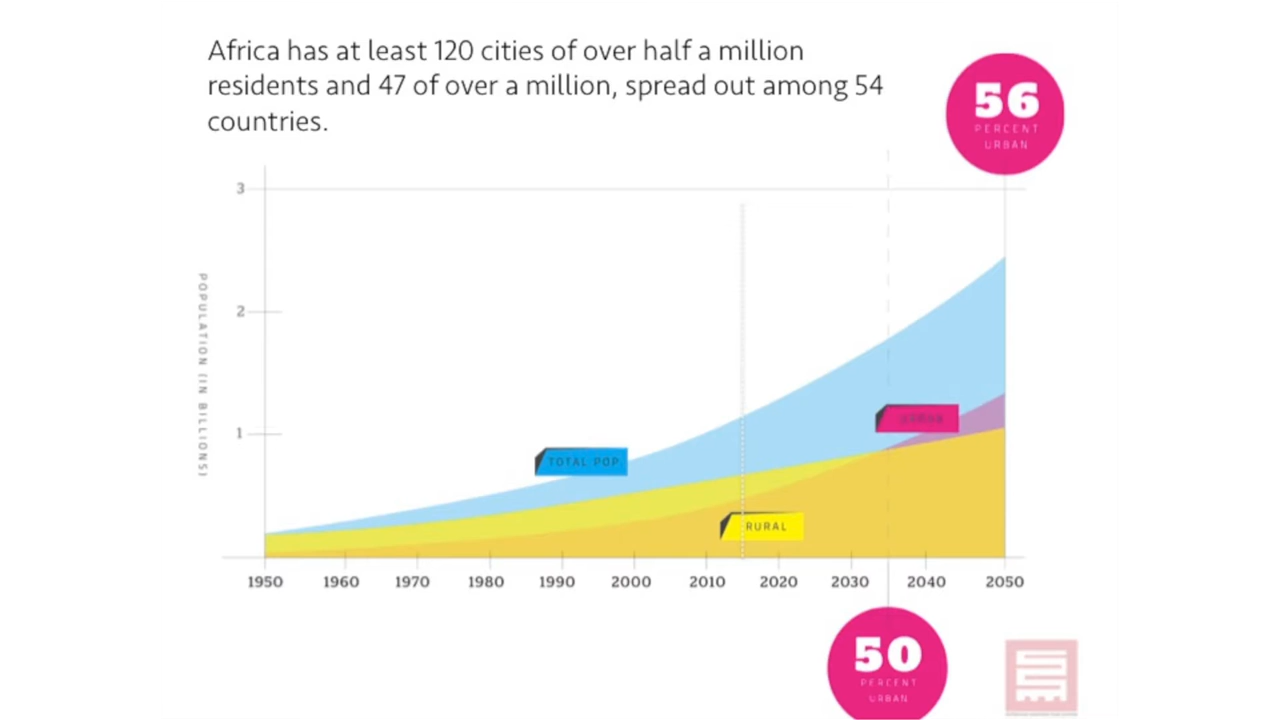 Africa has at least 120 cities of over half a million
residents and 47 of over a million, spread out among 54
countries.
56
PERCENT
URBAN
3
2
1
POPULATION (IN BILLIONS)
TOTAL POP.
RURAL
1950 1960 1970 1980 1990 2000 2010 2020 2030 2040 2050
50
PERCENT
URBAN